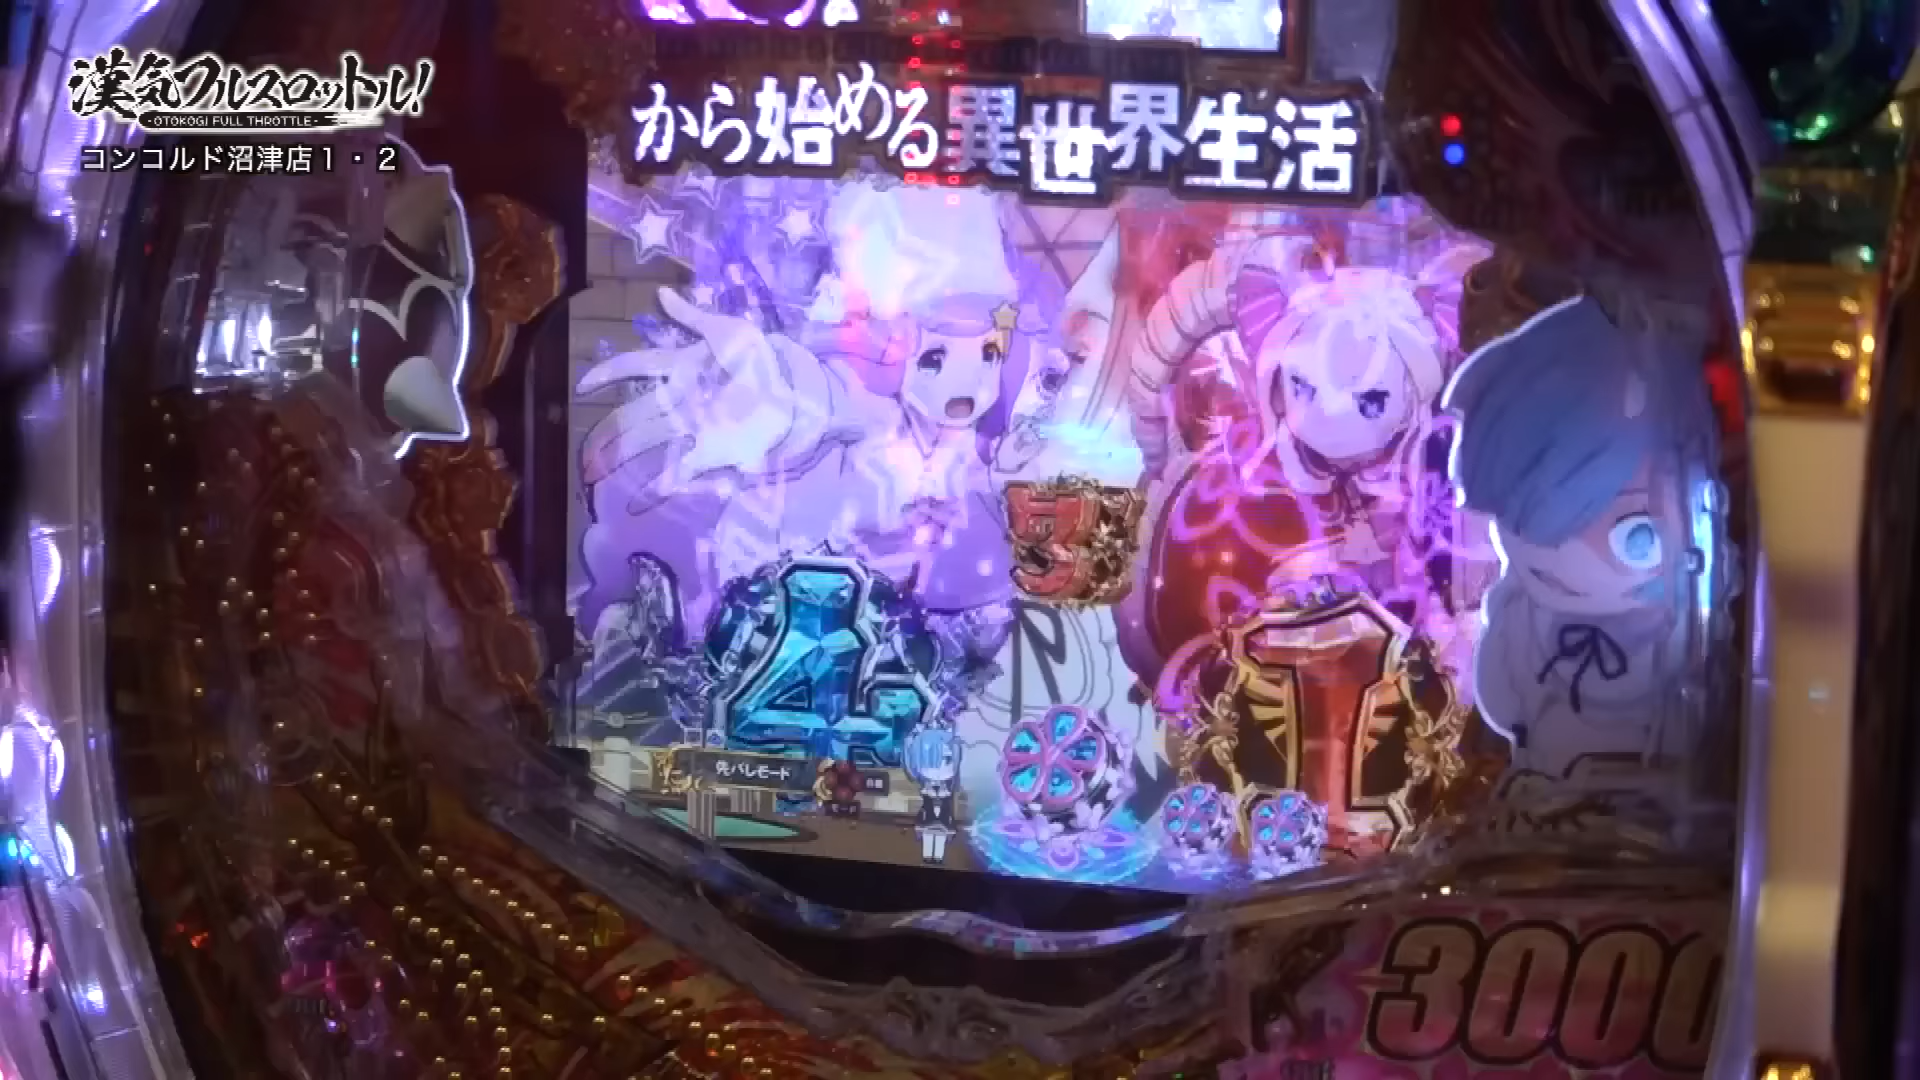 漢気フルスロットル!
-OTOKOGI FULL THROTTLE-
コンコルド沼津店1・2
から始める異世界生活
4
3
1
先バレモード
3000